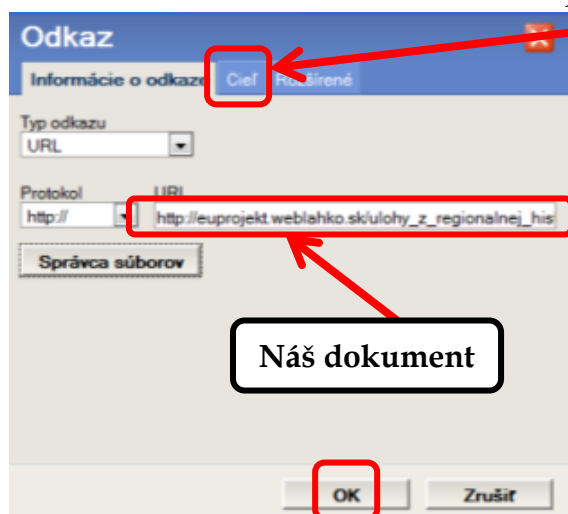 Odkaz
Informácie o odkaze Cieľ Rozšírené
Typ odkazu
URL
Protokol URL
http:// http://euprojekt.weblahko.sk/ulohy_z_regionalnej_his
Správca súborov
Náš dokument
OK Zrušiť